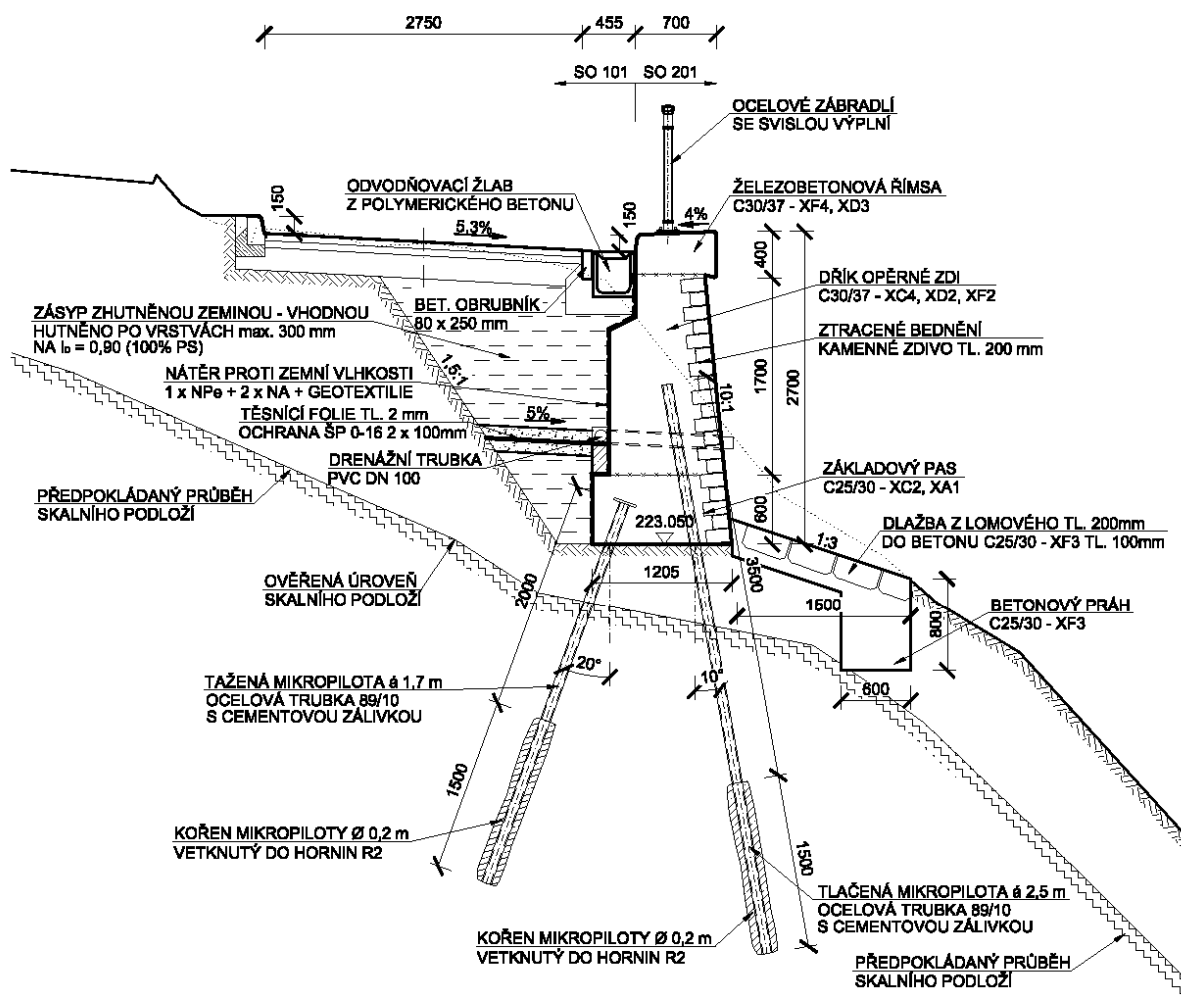 2750
455
700
SO 101
SO 201
OCELOVÉ ZÁBRADLÍ
SE SVISLOU VÝPLNÍ
ODVODŇOVACÍ ŽLAB
Z POLYMERICKÉHO BETONU
150
150
5.3%
4%
ŽELEZOBETONOVÁ ŘÍMSA
C30/37 - XF4, XD3
400
DŘÍK OPĚRNÉ ZDI
C30/37 - XC4, XD2, XF2
ZÁSYP ZHUTNĚNOU ZEMINOU - VHODNOU
HUTNĚNO PO VRSTVÁCH max. 300 mm
NA ID = 0,90 (100% PS)
BET. OBRUBNÍK
80 x 250 mm
ZTRACENÉ BEDNĚNÍ
KAMENNÉ ZDIVO TL. 200 mm
1,5:1
10:1
1700
2700
NÁTĚR PROTI ZEMNÍ VLHKOSTI
1 x NPe + 2 x NA + GEOTEXTILIE
TĚSNÍCÍ FOLIE TL. 2 mm
OCHRANA ŠP 0-16 2 x 100mm
5%
DRENÁŽNÍ TRUBKA
PVC DN 100
ZÁKLADOVÝ PAS
C25/30 - XC2, XA1
PŘEDPOKLÁDANÝ PRŮBĚH
SKALNÍHO PODLOŽÍ
600
223.050
DLAŽBA Z LOMOVÉHO TL. 200mm
DO BETONU C25/30 - XF3 TL. 100mm
1:3
OVĚŘENÁ ÚROVEŇ
SKALNÍHO PODLOŽÍ
2000
1205
3500
1600
800
BETONOVÝ PRÁH
C25/30 - XF3
600
20°
10°
TAŽENÁ MIKROPILOTA á 1,7 m
OCELOVÁ TRUBKA 89/10
S CEMENTOVOU ZÁLIVKOU
1500
KOŘEN MIKROPILOTY Ø 0,2 m
VETKNUTÝ DO HORNIN R2
1500
TLAČENÁ MIKROPILOTA á 2,5 m
OCELOVÁ TRUBKA 89/10
S CEMENTOVOU ZÁLIVKOU
KOŘEN MIKROPILOTY Ø 0,2 m
VETKNUTÝ DO HORNIN R2
PŘEDPOKLÁDANÝ PRŮBĚH
SKALNÍHO PODLOŽÍ